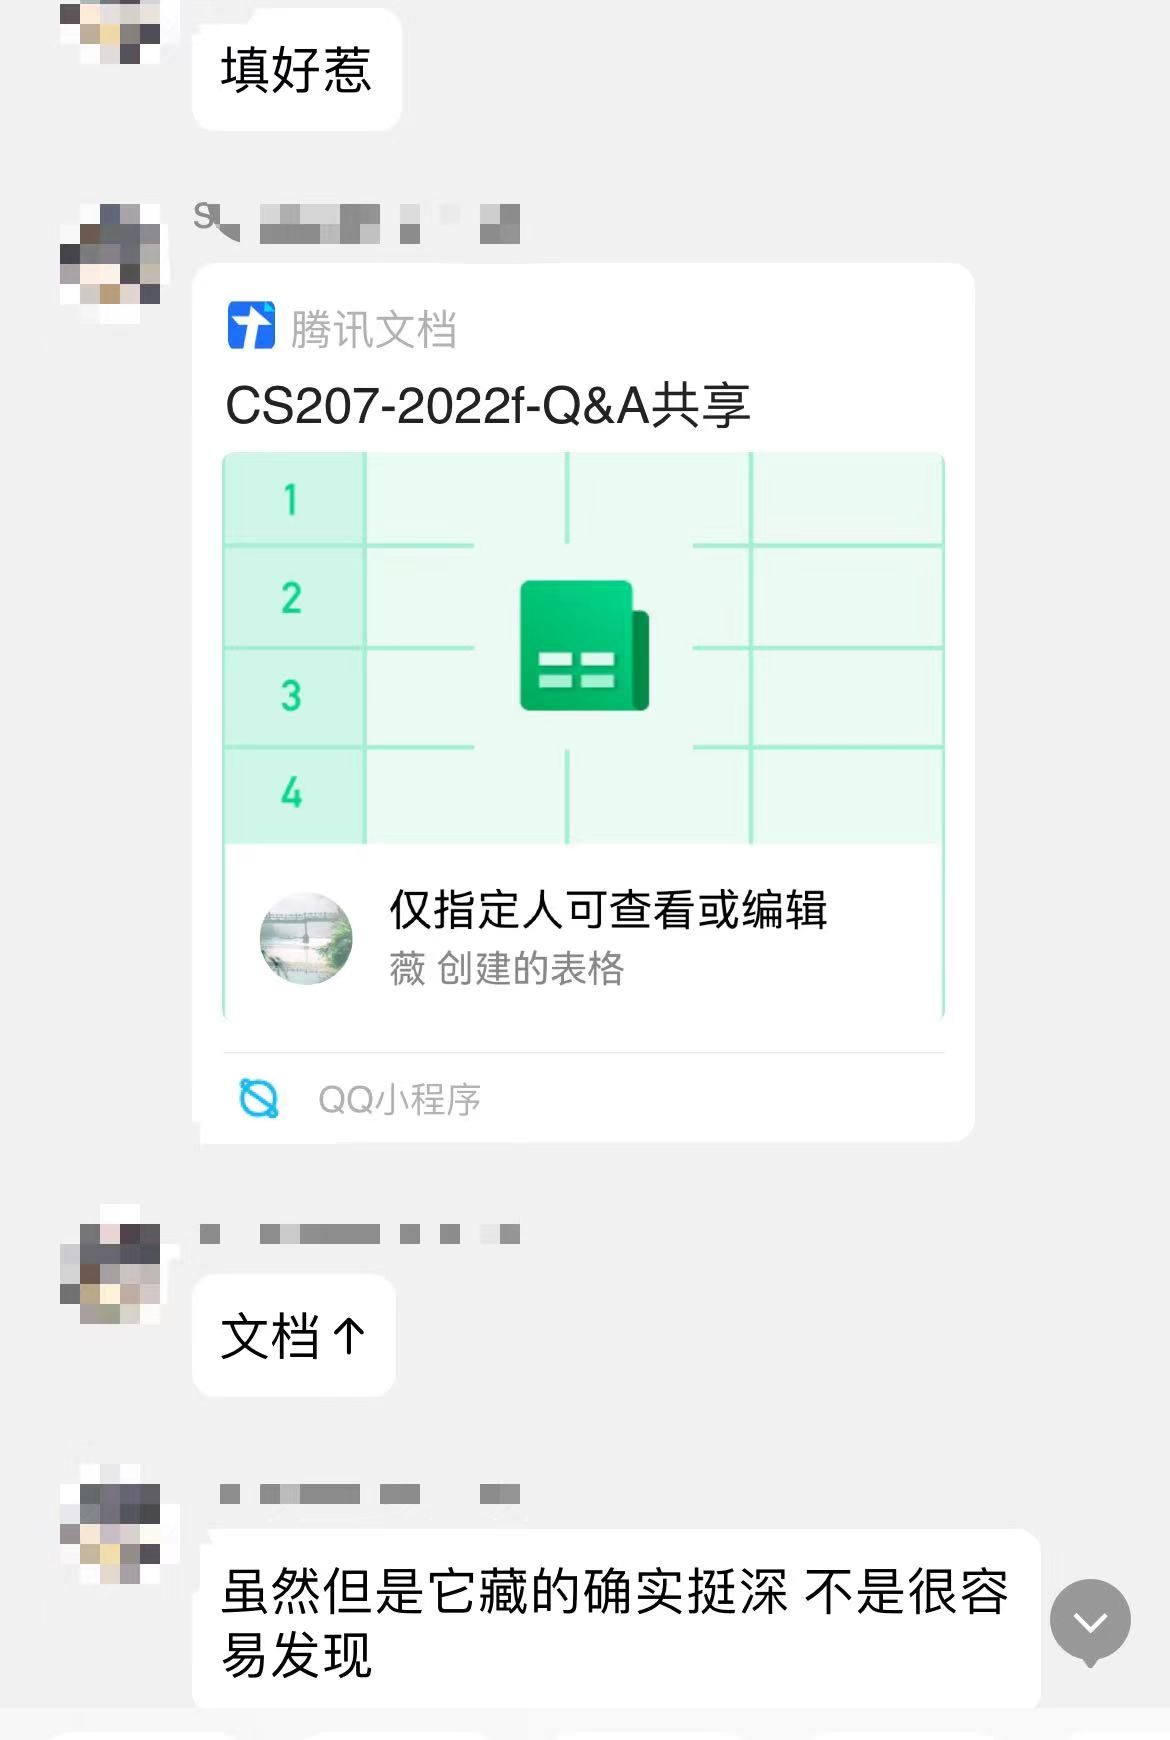 填好惹
S
腾讯文档
CS207-2022f-Q&A共享
1
2
3
4
仅指定人可查看或编辑
薇 创建的表格
QQ小程序
文档↑
虽然但是它藏的确实挺深 不是很容
易发现